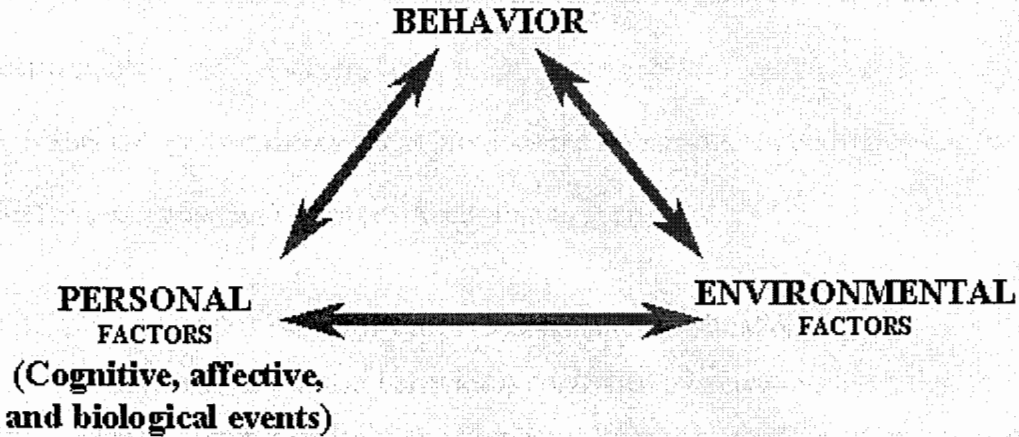 BEHAVIOR
PERSONAL
FACTORS
(Cognitive, affective,
and biological events)
ENVIRONMENTAL
FACTORS